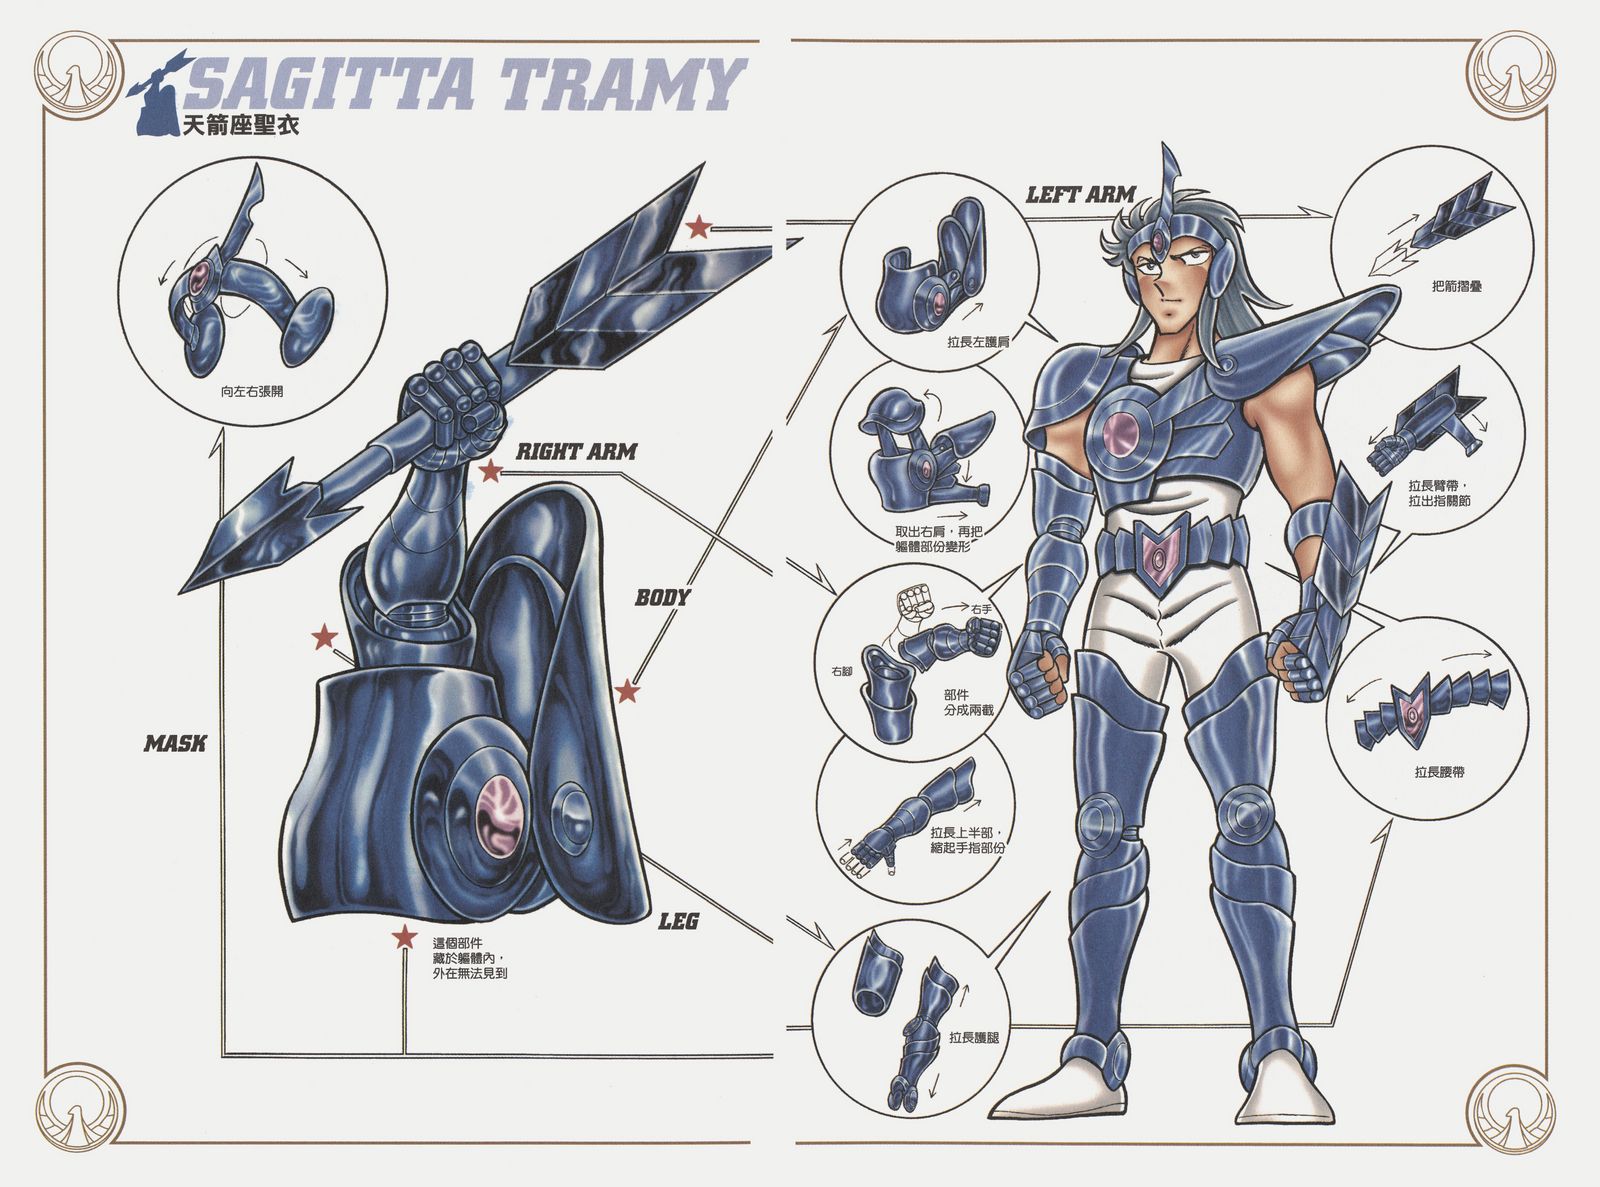 SAGITTA TRAMY
天箭座聖衣
向左右張開
RIGHT ARM
BODY
MASK
LEG
這個部件
藏於軀體內，
外在無法見到
LEFT ARM
拉長左護肩
取出右肩，再把
軀體部份變形
右手
右腳
部件
分成兩截
拉長上半部，
縮起手指部份
拉長護腿
把箭摺疊
拉長臂帶，
拉出指關節
拉長腰帶